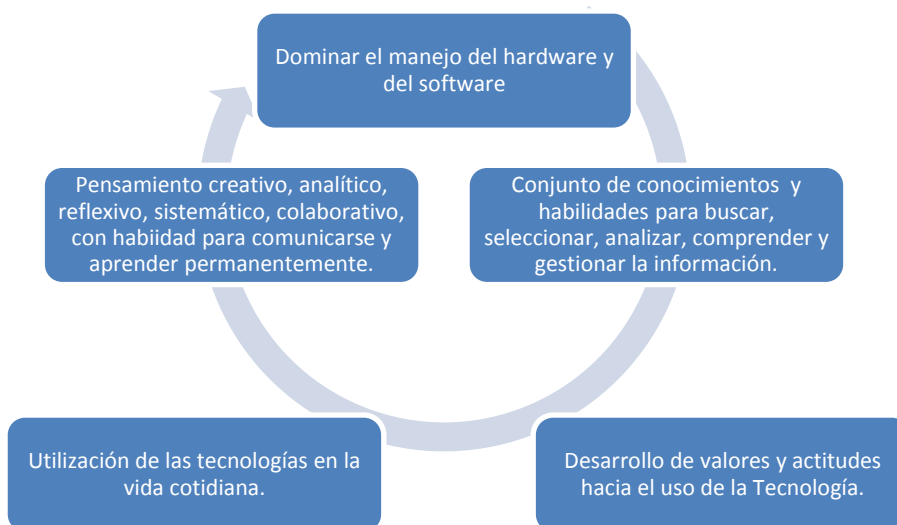 Dominar el manejo del hardware y
del software
Pensamiento creativo, analítico,
reflexivo, sistemático, colaborativo,
con habiidad para comunicarse y
aprender permanentemente.
Conjunto de conocimientos y
habilidades para buscar,
seleccionar, analizar, comprender y
gestionar la información.
Utilización de las tecnologías en la
vida cotidiana.
Desarrollo de valores y actitudes
hacia el uso de la Tecnología.